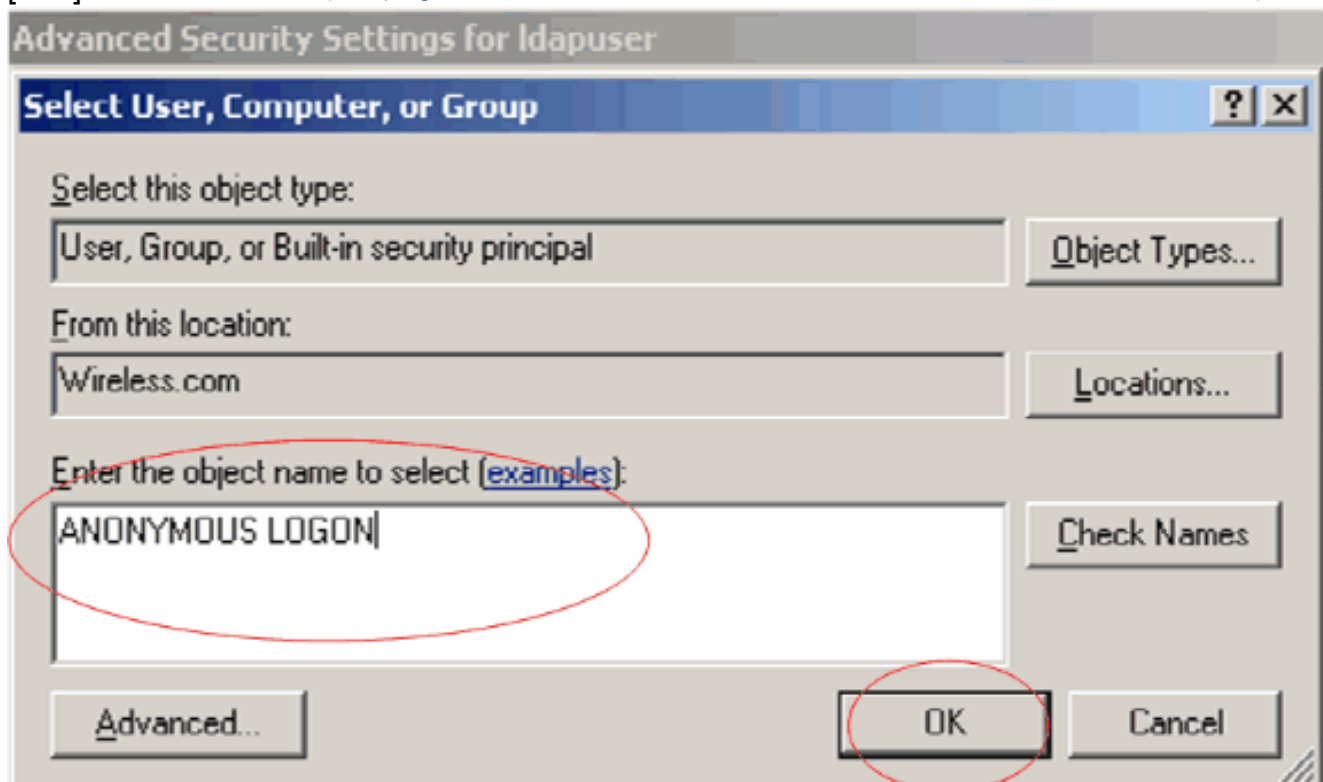 Advanced Security Settings for ldapuser
Select User, Computer, or Group
Select this object type:
User, Group, or Built-in security principal
Object Types...
From this location:
Wireless.com
Locations...
Enter the object name to select (examples):
ANONYMOUS LOGON
Check Names
Advanced...
OK
Cancel